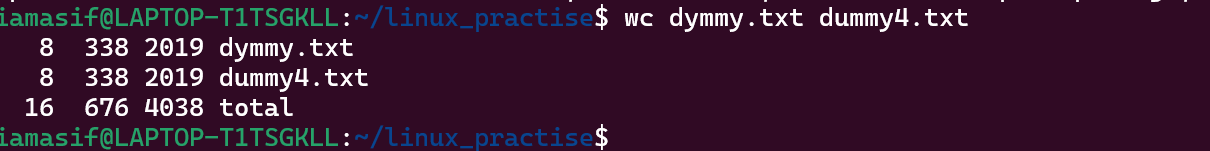 iamasif@LAPTOP-T1TSGKLL:~/linux_practise$ wc dymmy.txt dummy4.txt
8 338 2019 dymmy.txt
8 338 2019 dummy4.txt
16 676 4038 total
iamasif@LAPTOP-T1TSGKLL:~/linux_practise$